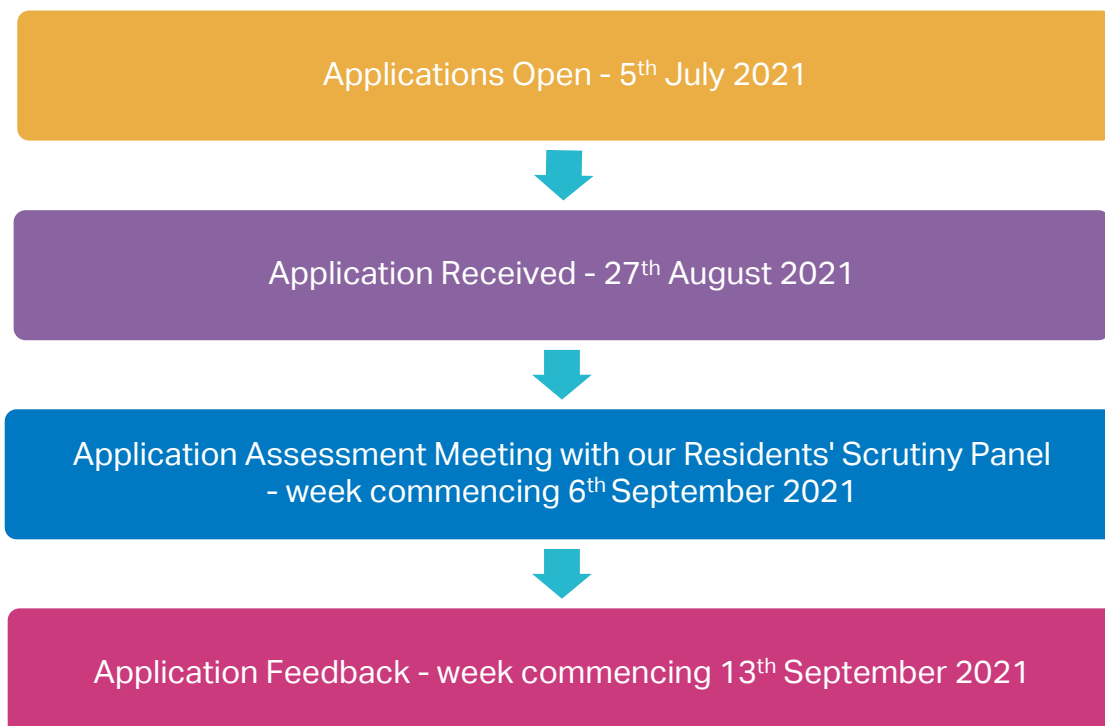 Applications Open - 5th July 2021
Application Received - 27th August 2021
Application Assessment Meeting with our Residents' Scrutiny Panel
- week commencing 6th September 2021
Application Feedback - week commencing 13th September 2021